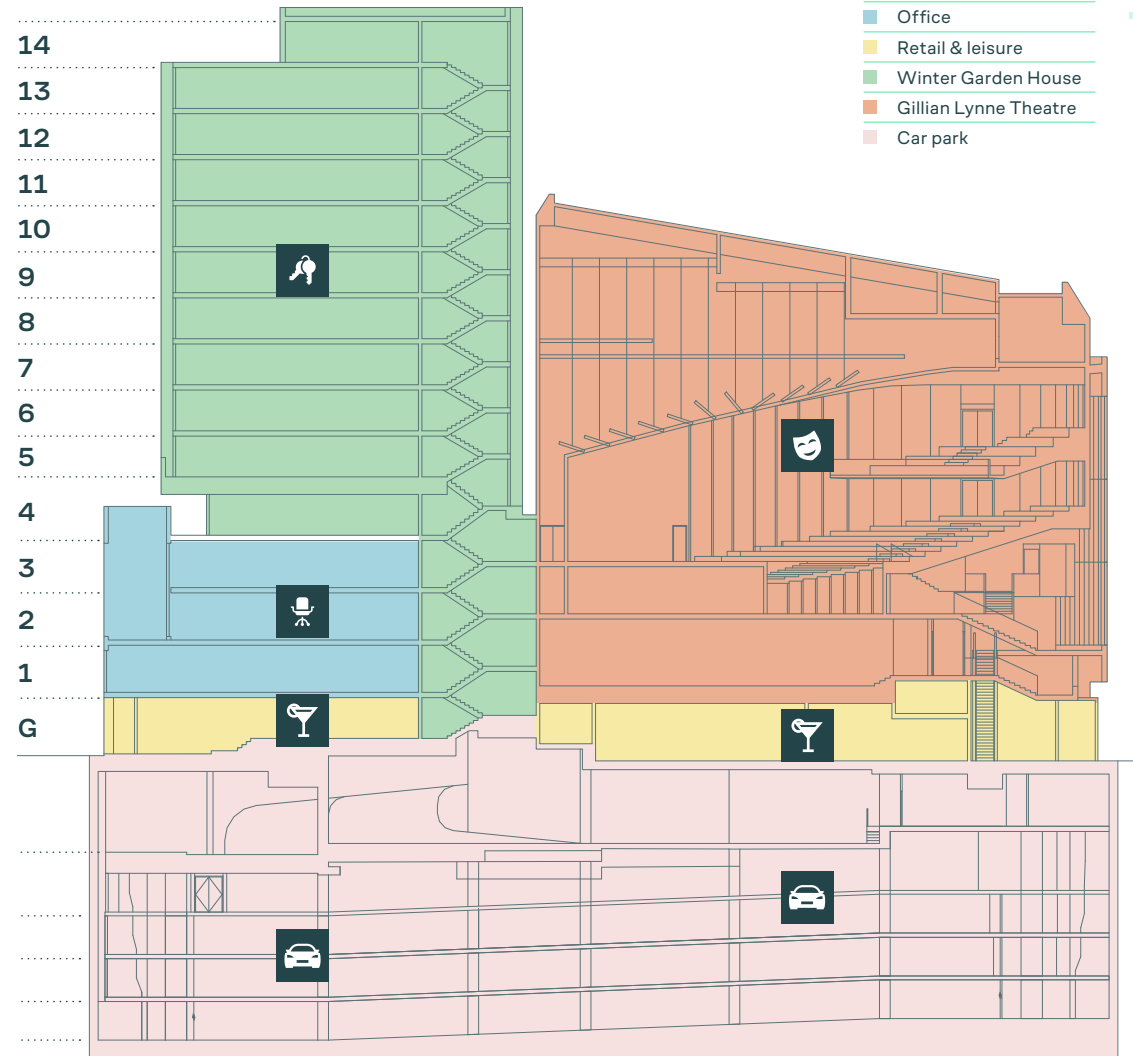 Office
Retail & leisure
Winter Garden House
Gillian Lynne Theatre
Car park
14
13
12
11
10
9
8
7
6
5
4
3
2
1
G